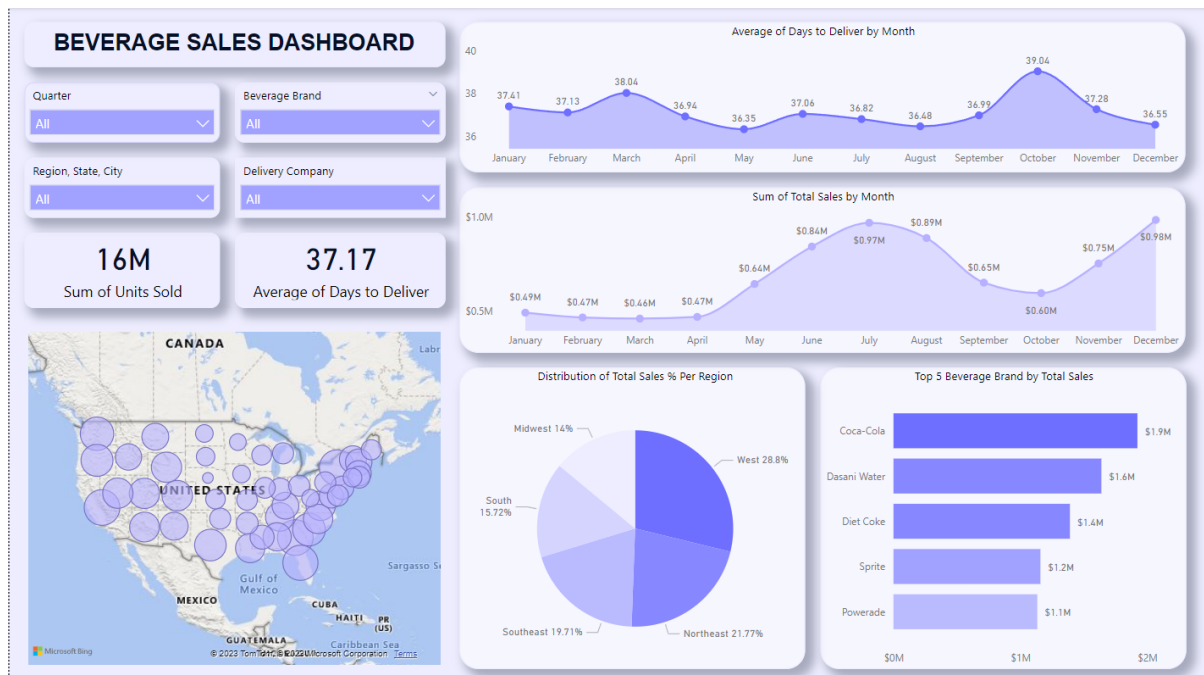 BEVERAGE SALES DASHBOARD
Quarter
All
Beverage Brand
All
Region, State, City
All
Delivery Company
All
16M
Sum of Units Sold
37.17
Average of Days to Deliver
CANADA
UNITED STATES
MEXICO
Gulf of
Mexico
CUBA
HAITI
PR
(US)
GUATEMALA
Caribbean Sea
Microsoft Bing
Microsoft Corporation
Terms
Average of Days to Deliver by Month
40
38
36
37.41
37.13
38.04
36.94
36.35
37.06
36.82
36.48
36.99
39.04
37.28
36.55
January February March April May June July August September October November December
Sum of Total Sales by Month
$1.0M
$0.5M
$0.49M
$0.47M
$0.46M
$0.47M
$0.64M
$0.84M
$0.97M
$0.89M
$0.65M
$0.60M
$0.75M
$0.98M
January February March April May June July August September October November December
Distribution of Total Sales % Per Region
Midwest 14%
West 28.8%
South
15.72%
Southeast 19.71%
Northeast 21.77%
Top 5 Beverage Brand by Total Sales
Coca-Cola $1.9M
Dasani Water $1.6M
Diet Coke $1.4M
Sprite $1.2M
Powerade $1.1M
$0M $1M $2M